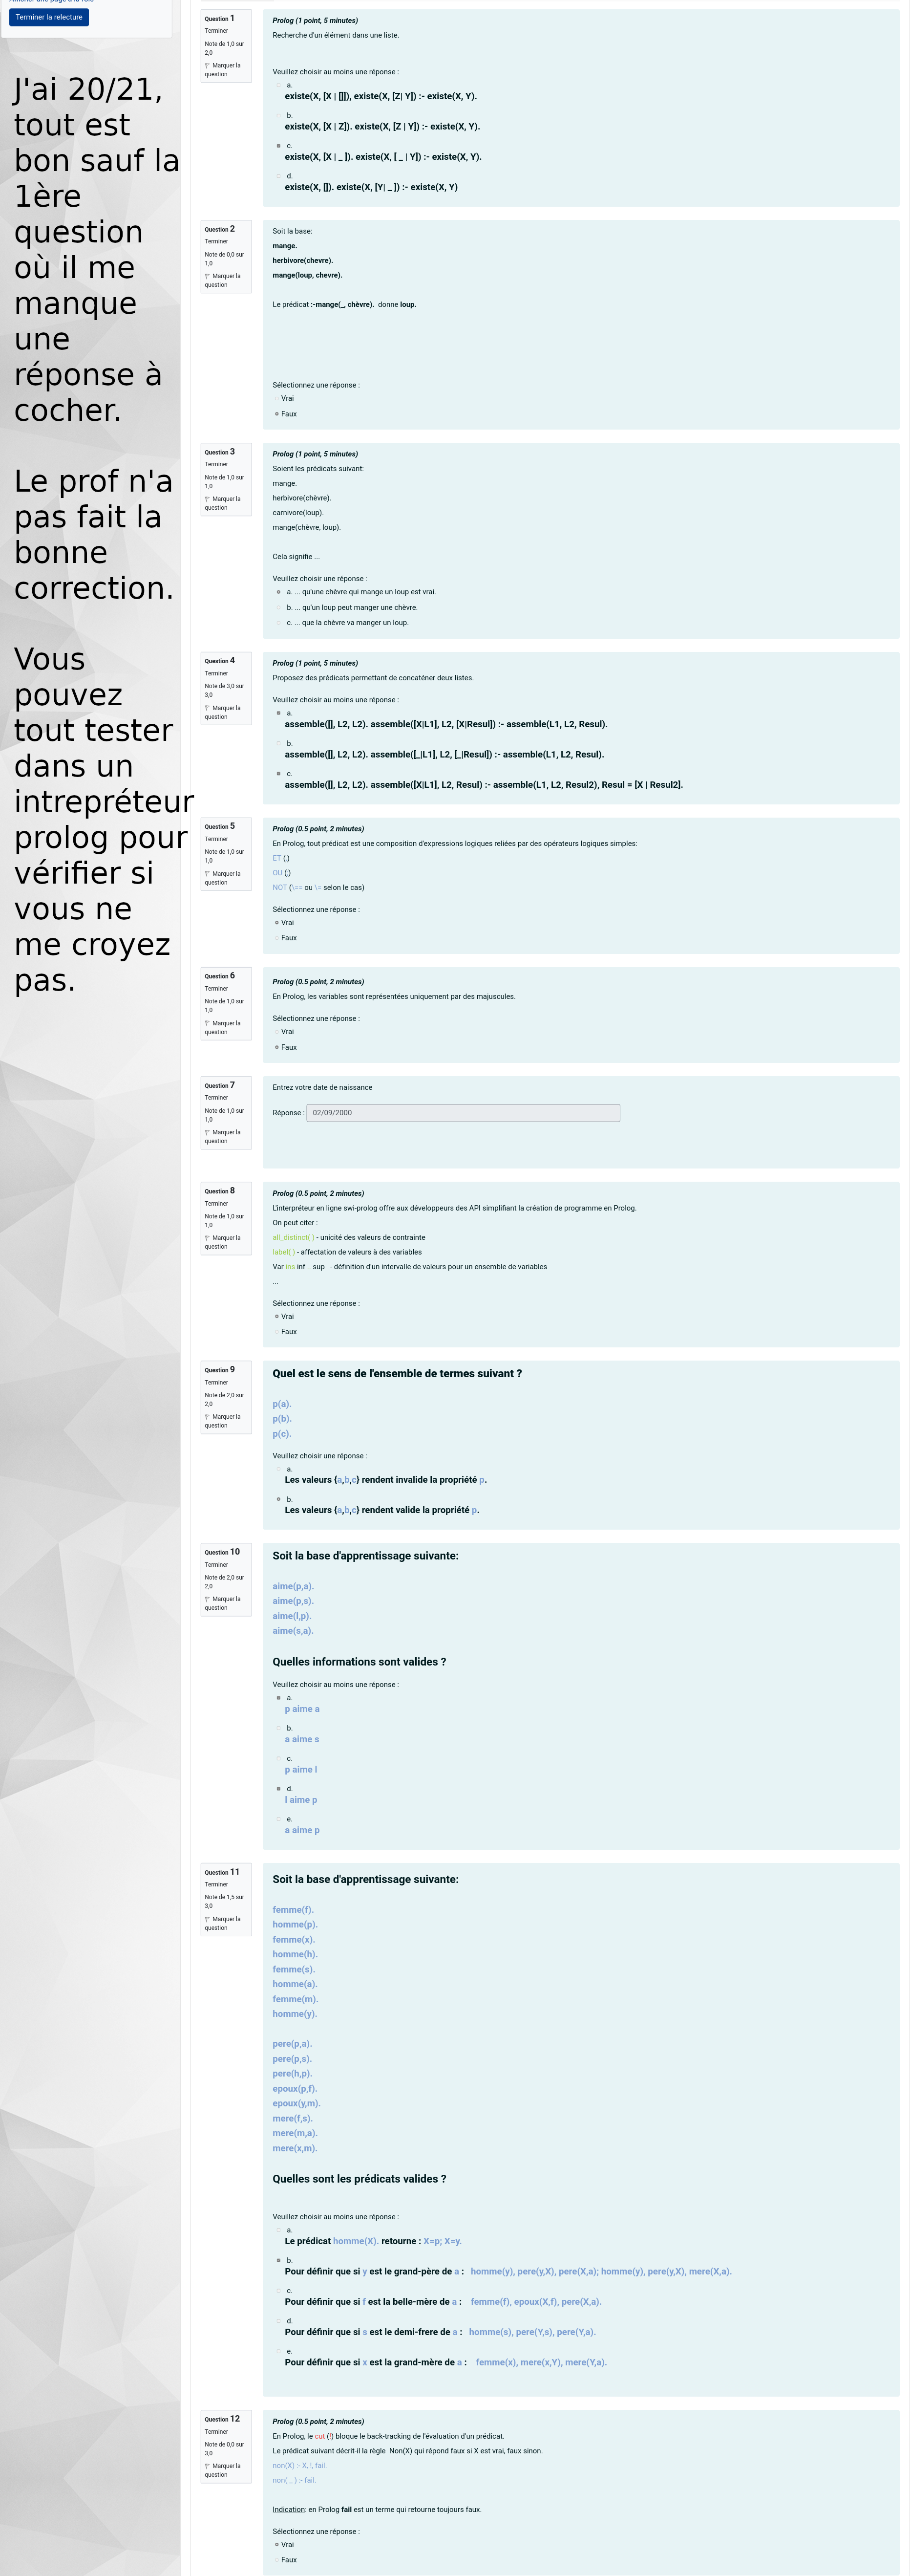 Terminer la relecture
J'ai 20/21,
tout est
bon sauf la
1ère
question
où il me
manque
une
réponse à
cocher.
Le prof n'a
pas fait la
bonne
correction.
Vous
pouvez
tout tester
dans un
intrepréteur
prolog pour
vérifier si
vous ne
me croyez
pas.
Question 1
Terminer
Note de 1,0 sur
2,0
Marquer la
question
Prolog (1 point, 5 minutes)
Recherche d'un élément dans une liste.
Veuillez choisir au moins une réponse :
a.
existe(X, [X | []]), existe(X, [Z| Y]) :- existe(X, Y).
b.
existe(X, [X | Z]). existe(X, [Z | Y]) :- existe(X, Y).
c.
existe(X, [X | _ ]). existe(X, [ _ | Y]) :- existe(X, Y).
d.
existe(X, []). existe(X, [Y| _ ]) :- existe(X, Y)
Question 2
Terminer
Note de 0,0 sur
1,0
Marquer la
question
Soit la base:
mange.
herbivore(chevre).
mange(loup, chevre).
Le prédicat :-mange(_, chèvre). donne loup.
Sélectionnez une réponse :
Vrai
Faux
Question 3
Terminer
Note de 1,0 sur
1,0
Marquer la
question
Prolog (1 point, 5 minutes)
Soient les prédicats suivant:
mange.
herbivore(chèvre).
carnivore(loup).
mange(chèvre, loup).
Cela signifie ...
Veuillez choisir une réponse :
a. ... qu'une chèvre qui mange un loup est vrai.
b. ... qu'un loup peut manger une chèvre.
c. ... que la chèvre va manger un loup.
Question 4
Terminer
Note de 3,0 sur
3,0
Marquer la
question
Prolog (1 point, 5 minutes)
Proposez des prédicats permettant de concaténer deux listes.
Veuillez choisir au moins une réponse :
a.
assemble([], L2, L2). assemble([X|L1], L2, [X|Resul]) :- assemble(L1, L2, Resul).
b.
assemble([], L2, L2). assemble([_|L1], L2, [_|Resul]) :- assemble(L1, L2, Resul).
c.
assemble([], L2, L2). assemble([X|L1], L2, Resul) :- assemble(L1, L2, Resul2), Resul = [X | Resul2].
Question 5
Terminer
Note de 1,0 sur
1,0
Marquer la
question
Prolog (0.5 point, 2 minutes)
En Prolog, tout prédicat est une composition d'expressions logiques reliées par des opérateurs logiques simples:
ET (,)
OU (;)
NOT (\== ou \= selon le cas)
Sélectionnez une réponse :
Vrai
Faux
Question 6
Terminer
Note de 1,0 sur
1,0
Marquer la
question
Prolog (0.5 point, 2 minutes)
En Prolog, les variables sont représentées uniquement par des majuscules.
Sélectionnez une réponse :
Vrai
Faux
Question 7
Terminer
Note de 1,0 sur
1,0
Marquer la
question
Entrez votre date de naissance
Réponse : 02/09/2000
Question 8
Terminer
Note de 1,0 sur
1,0
Marquer la
question
Prolog (0.5 point, 2 minutes)
L'interpréteur en ligne swi-prolog offre aux développeurs des API simplifiant la création de programme en Prolog.
On peut citer :
all_distinct( ) - unicité des valeurs de contrainte
label( ) - affectation de valeurs à des variables
Var ins inf .. sup - définition d'un intervalle de valeurs pour un ensemble de variables
...
Sélectionnez une réponse :
Vrai
Faux
Question 9
Terminer
Note de 2,0 sur
2,0
Marquer la
question
Quel est le sens de l'ensemble de termes suivant ?
p(a).
p(b).
p(c).
Veuillez choisir une réponse :
a.
Les valeurs {a,b,c} rendent invalide la propriété p.
b.
Les valeurs {a,b,c} rendent valide la propriété p.
Question 10
Terminer
Note de 2,0 sur
2,0
Marquer la
question
Soit la base d'apprentissage suivante:
aime(p,a).
aime(p,s).
aime(l,p).
aime(s,a).
Quelles informations sont valides ?
Veuillez choisir au moins une réponse :
a.
p aime a
b.
a aime s
c.
p aime l
d.
l aime p
e.
a aime p
Question 11
Terminer
Note de 1,5 sur
3,0
Marquer la
question
Soit la base d'apprentissage suivante:
femme(f).
homme(p).
femme(x).
homme(h).
femme(s).
homme(a).
femme(m).
homme(y).
pere(p,a).
pere(p,s).
pere(h,p).
epoux(p,f).
epoux(y,m).
mere(f,s).
mere(m,a).
mere(x,m).
Quelles sont les prédicats valides ?
Veuillez choisir au moins une réponse :
a.
Le prédicat homme(X). retourne : X=p; X=y.
b.
Pour définir que si y est le grand-père de a : homme(y), pere(y,X), pere(X,a); homme(y), pere(y,X), mere(X,a).
c.
Pour définir que si f est la belle-mère de a : femme(f), epoux(X,f), pere(X,a).
d.
Pour définir que si s est le demi-frere de a : homme(s), pere(Y,s), pere(Y,a).
e.
Pour définir que si x est la grand-mère de a : femme(x), mere(x,Y), mere(Y,a).
Question 12
Terminer
Note de 0,0 sur
3,0
Marquer la
question
Prolog (0.5 point, 2 minutes)
En Prolog, le cut (!) bloque le back-tracking de l'évaluation d'un prédicat.
Le prédicat suivant décrit-il la règle Non(X) qui répond faux si X est vrai, faux sinon.
non(X) :- X, !, fail.
non( _ ) :- fail.
Indication: en Prolog fail est un terme qui retourne toujours faux.
Sélectionnez une réponse :
Vrai
Faux